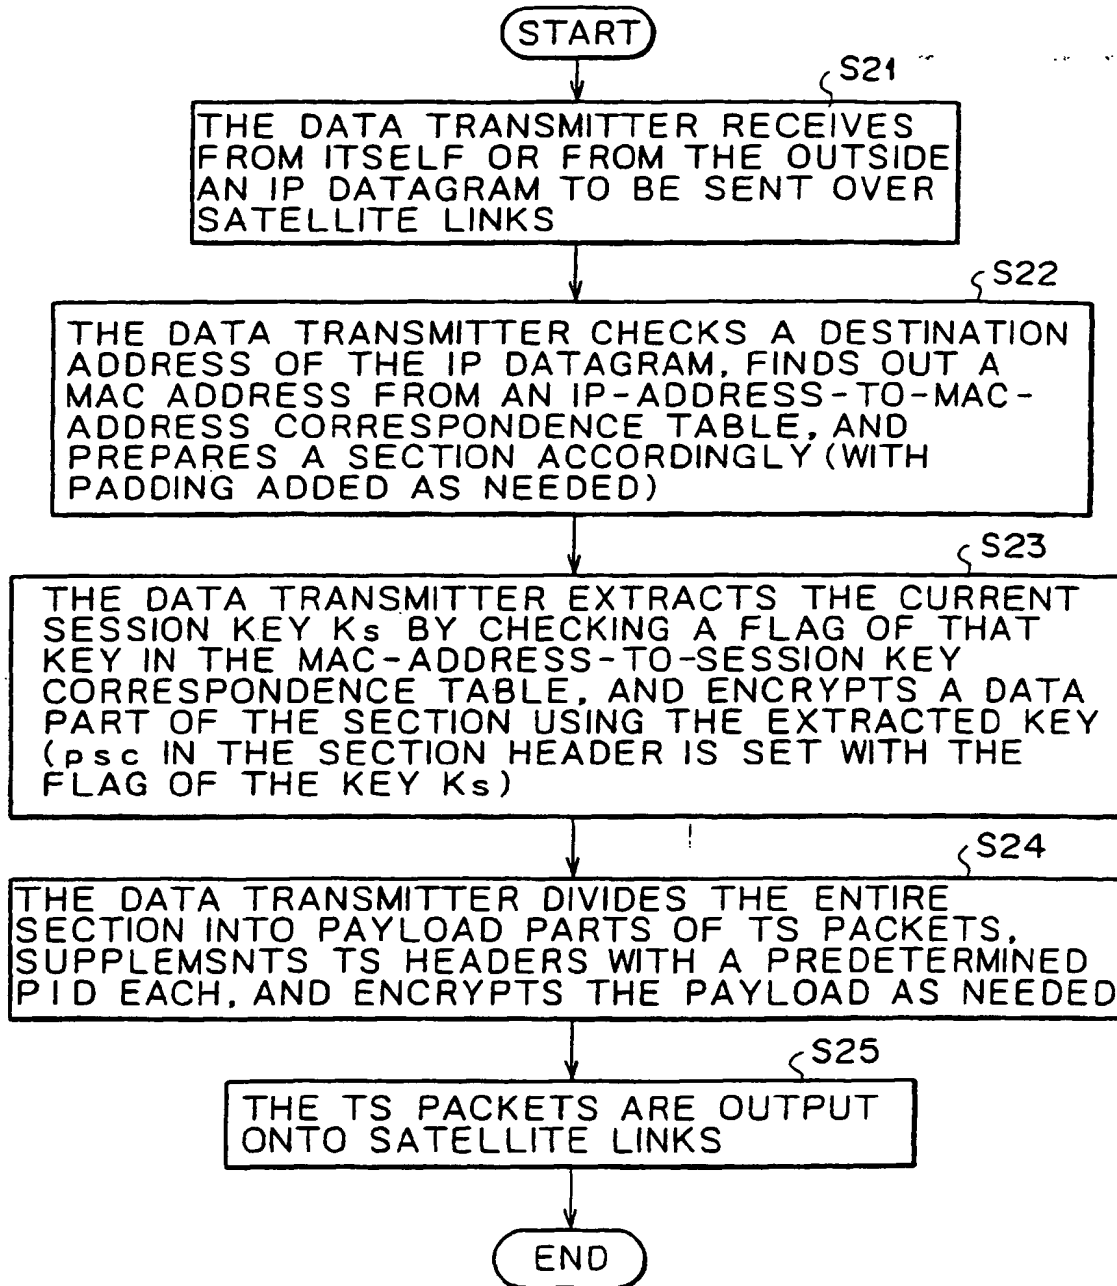 START
S21
THE DATA TRANSMITTER RECEIVES
FROM ITSELF OR FROM THE OUTSIDE
AN IP DATAGRAM TO BE SENT OVER
SATELLITE LINKS
S22
THE DATA TRANSMITTER CHECKS A DESTINATION
ADDRESS OF THE IP DATAGRAM, FINDS OUT A
MAC ADDRESS FROM AN IP-ADDRESS-TO-MAC-
ADDRESS CORRESPONDENCE TABLE, AND
PREPARES A SECTION ACCORDINGLY (WITH
PADDING ADDED AS NEEDED)
S23
THE DATA TRANSMITTER EXTRACTS THE CURRENT
SESSION KEY Ks BY CHECKING A FLAG OF THAT
KEY IN THE MAC-ADDRESS-TO-SESSION KEY
CORRESPONDENCE TABLE, AND ENCRYPTS A DATA
PART OF THE SECTION USING THE EXTRACTED KEY
(psc IN THE SECTION HEADER IS SET WITH THE
FLAG OF THE KEY Ks)
S24
THE DATA TRANSMITTER DIVIDES THE ENTIRE
SECTION INTO PAYLOAD PARTS OF TS PACKETS,
SUPPLEMSNTS TS HEADERS WITH A PREDETERMINED
PID EACH, AND ENCRYPTS THE PAYLOAD AS NEEDED
S25
THE TS PACKETS ARE OUTPUT
ONTO SATELLITE LINKS
END